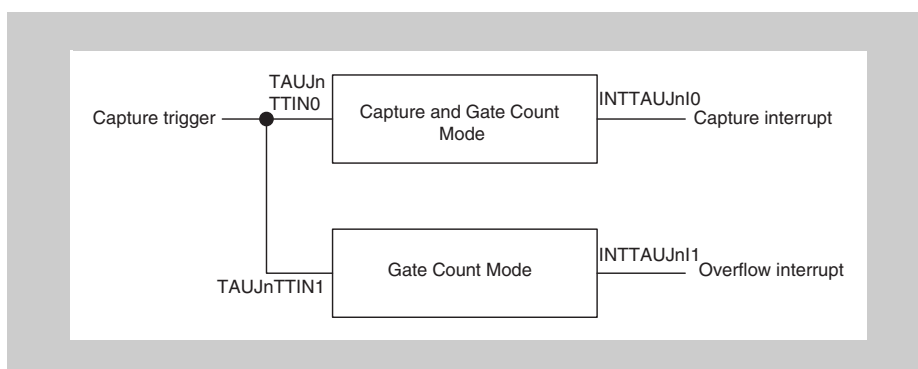 TAUJn
TTIN0
Capture trigger
Capture and Gate Count
Mode
INTTAUJnI0
Capture interrupt
TAUJnTTIN1
Gate Count Mode
INTTAUJnI1
Overflow interrupt